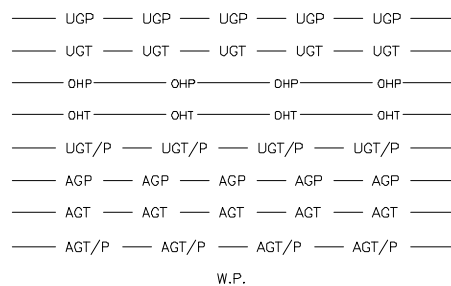 UGP UGP UGP UGP UGP
UGT UGT UGT UGT UGT
OHP OHP OHP OHP
OHT OHT OHT OHT
UGT/P UGT/P UGT/P UGT/P
AGP AGP AGP AGP AGP
AGT AGT AGT AGT AGT
AGT/P AGT/P AGT/P AGT/P
W.P.